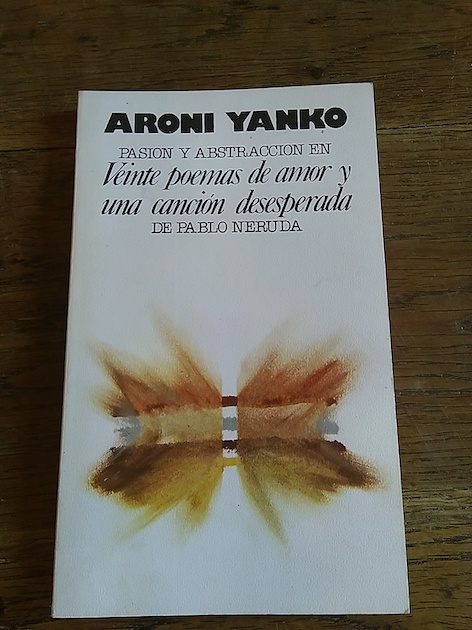 ARONI YANKO
PASION Y ABSTRACCION EN
Veinte poemas de amor y
una canción desesperada
DE PABLO NERUDA